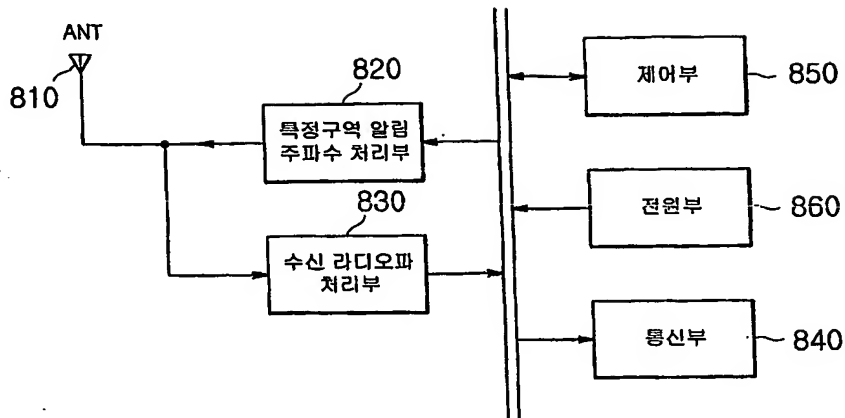 ANT
810
820
특정구역 알림
주파수 처리부
830
수신 라디오파
처리부
제어부
850
전원부
860
통신부
840